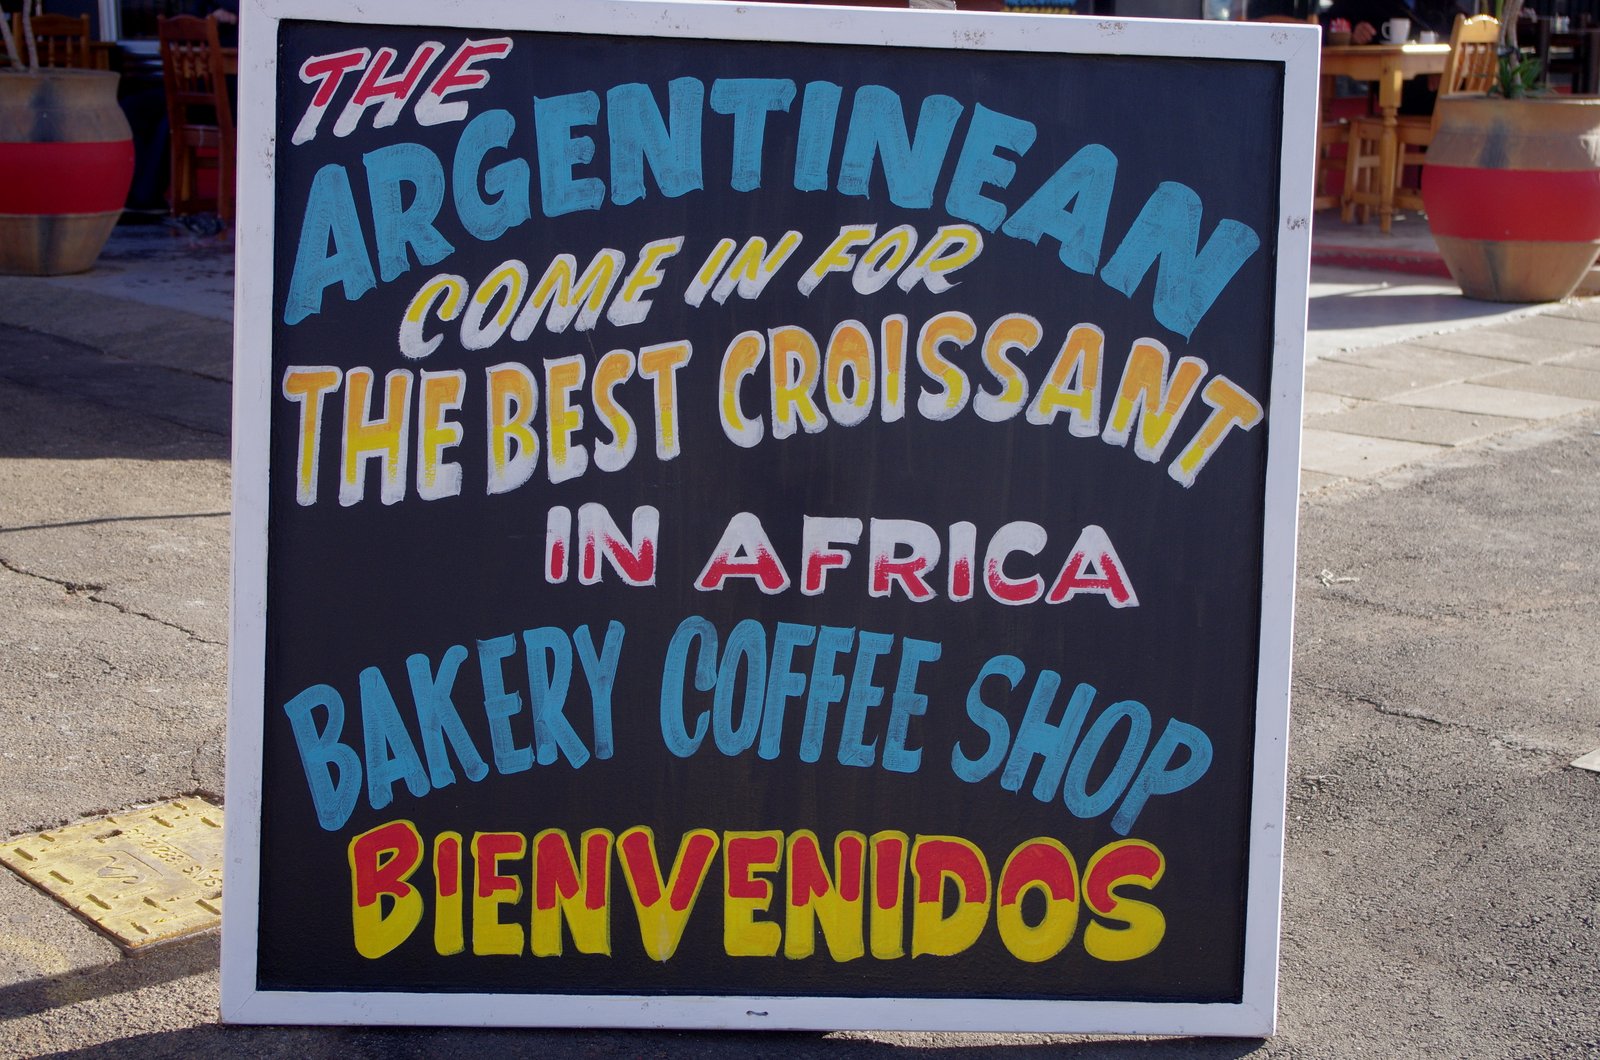 THE
ARGENTINEAN
COME IN FOR
THE BEST CROISSANT
IN AFRICA
BAKERY COFFEE SHOP
BIENVENIDOS